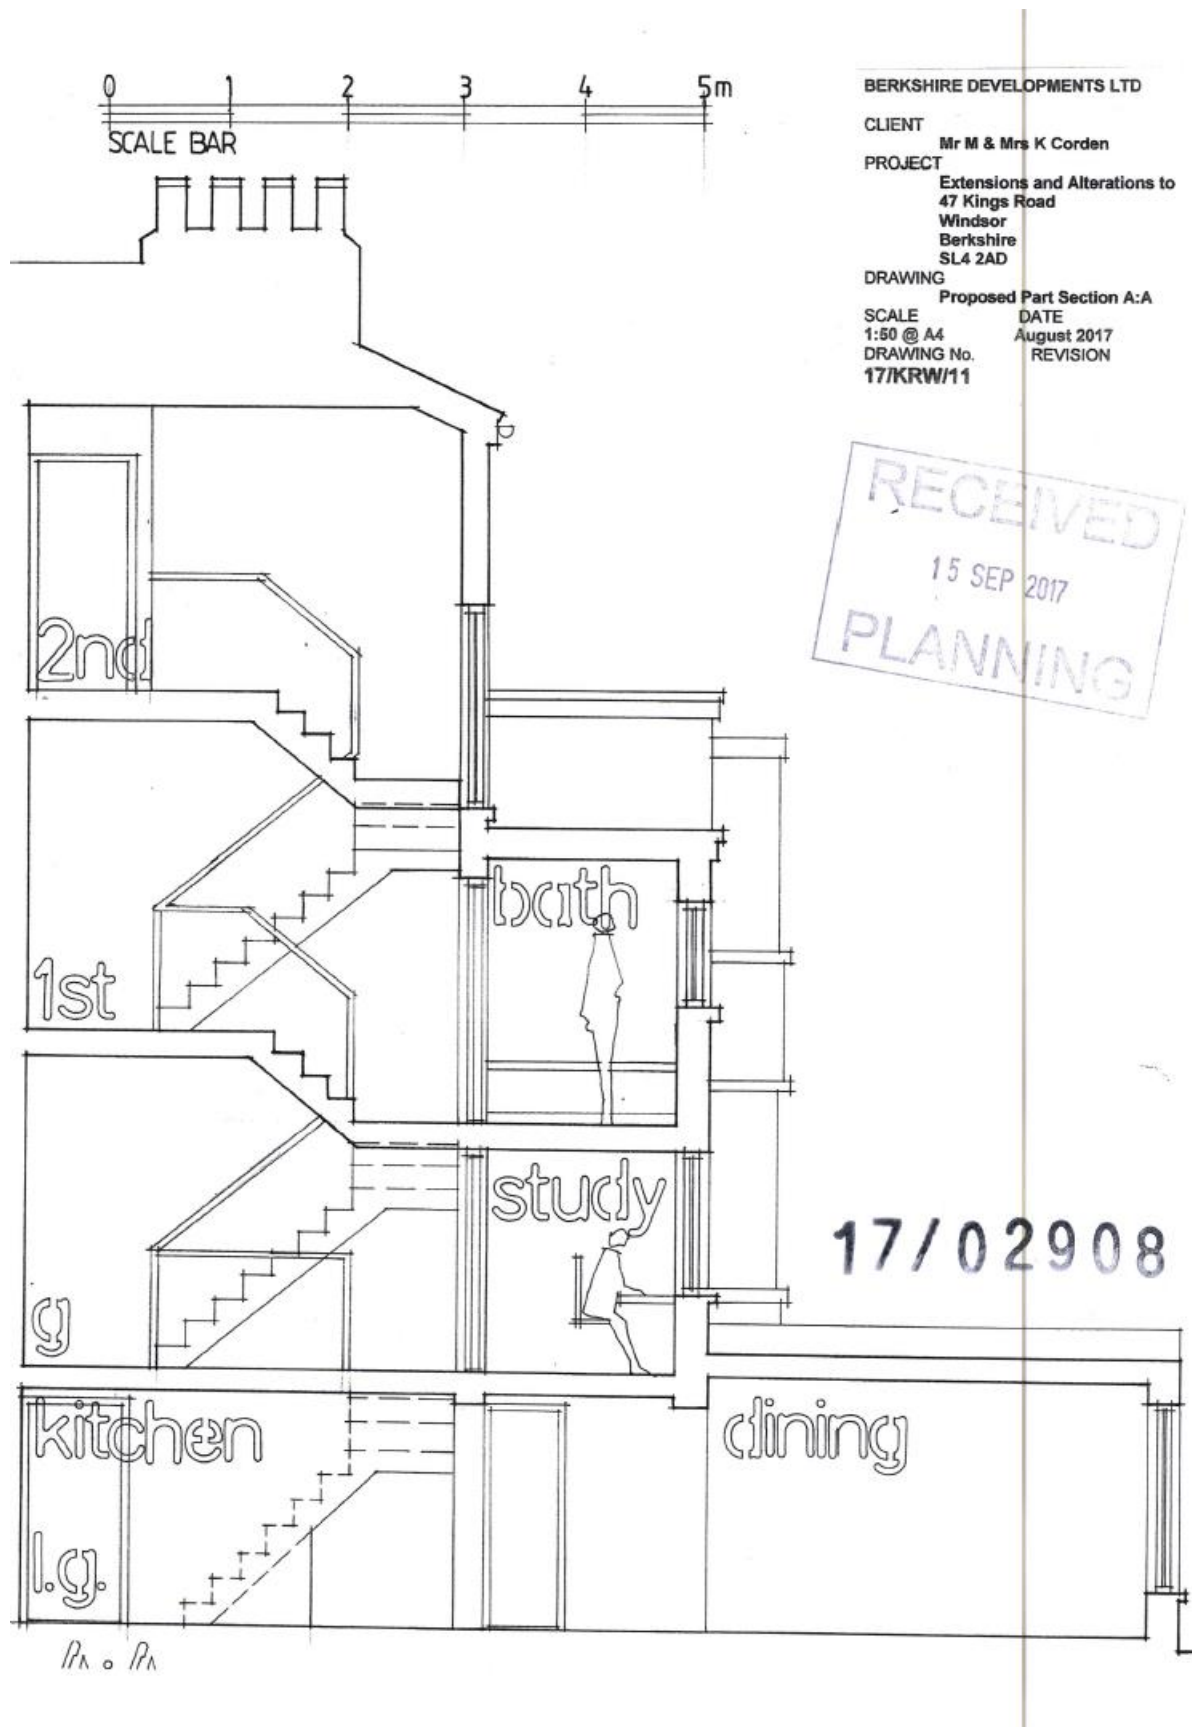 0 1 2 3 4 5m
SCALE BAR
BERKSHIRE DEVELOPMENTS LTD
CLIENT
Mr M & Mrs K Corden
PROJECT
Extensions and Alterations to
47 Kings Road
Windsor
Berkshire
SL4 2AD
DRAWING
Proposed Part Section A:A
SCALE DATE
1:50 @ A4 August 2017
DRAWING No. REVISION
17/KRW/11
RECEIVED
15 SEP 2017
PLANNING
2nd
bath
1st
study
17/02908
g
kitchen
dining
l.g.
A.A